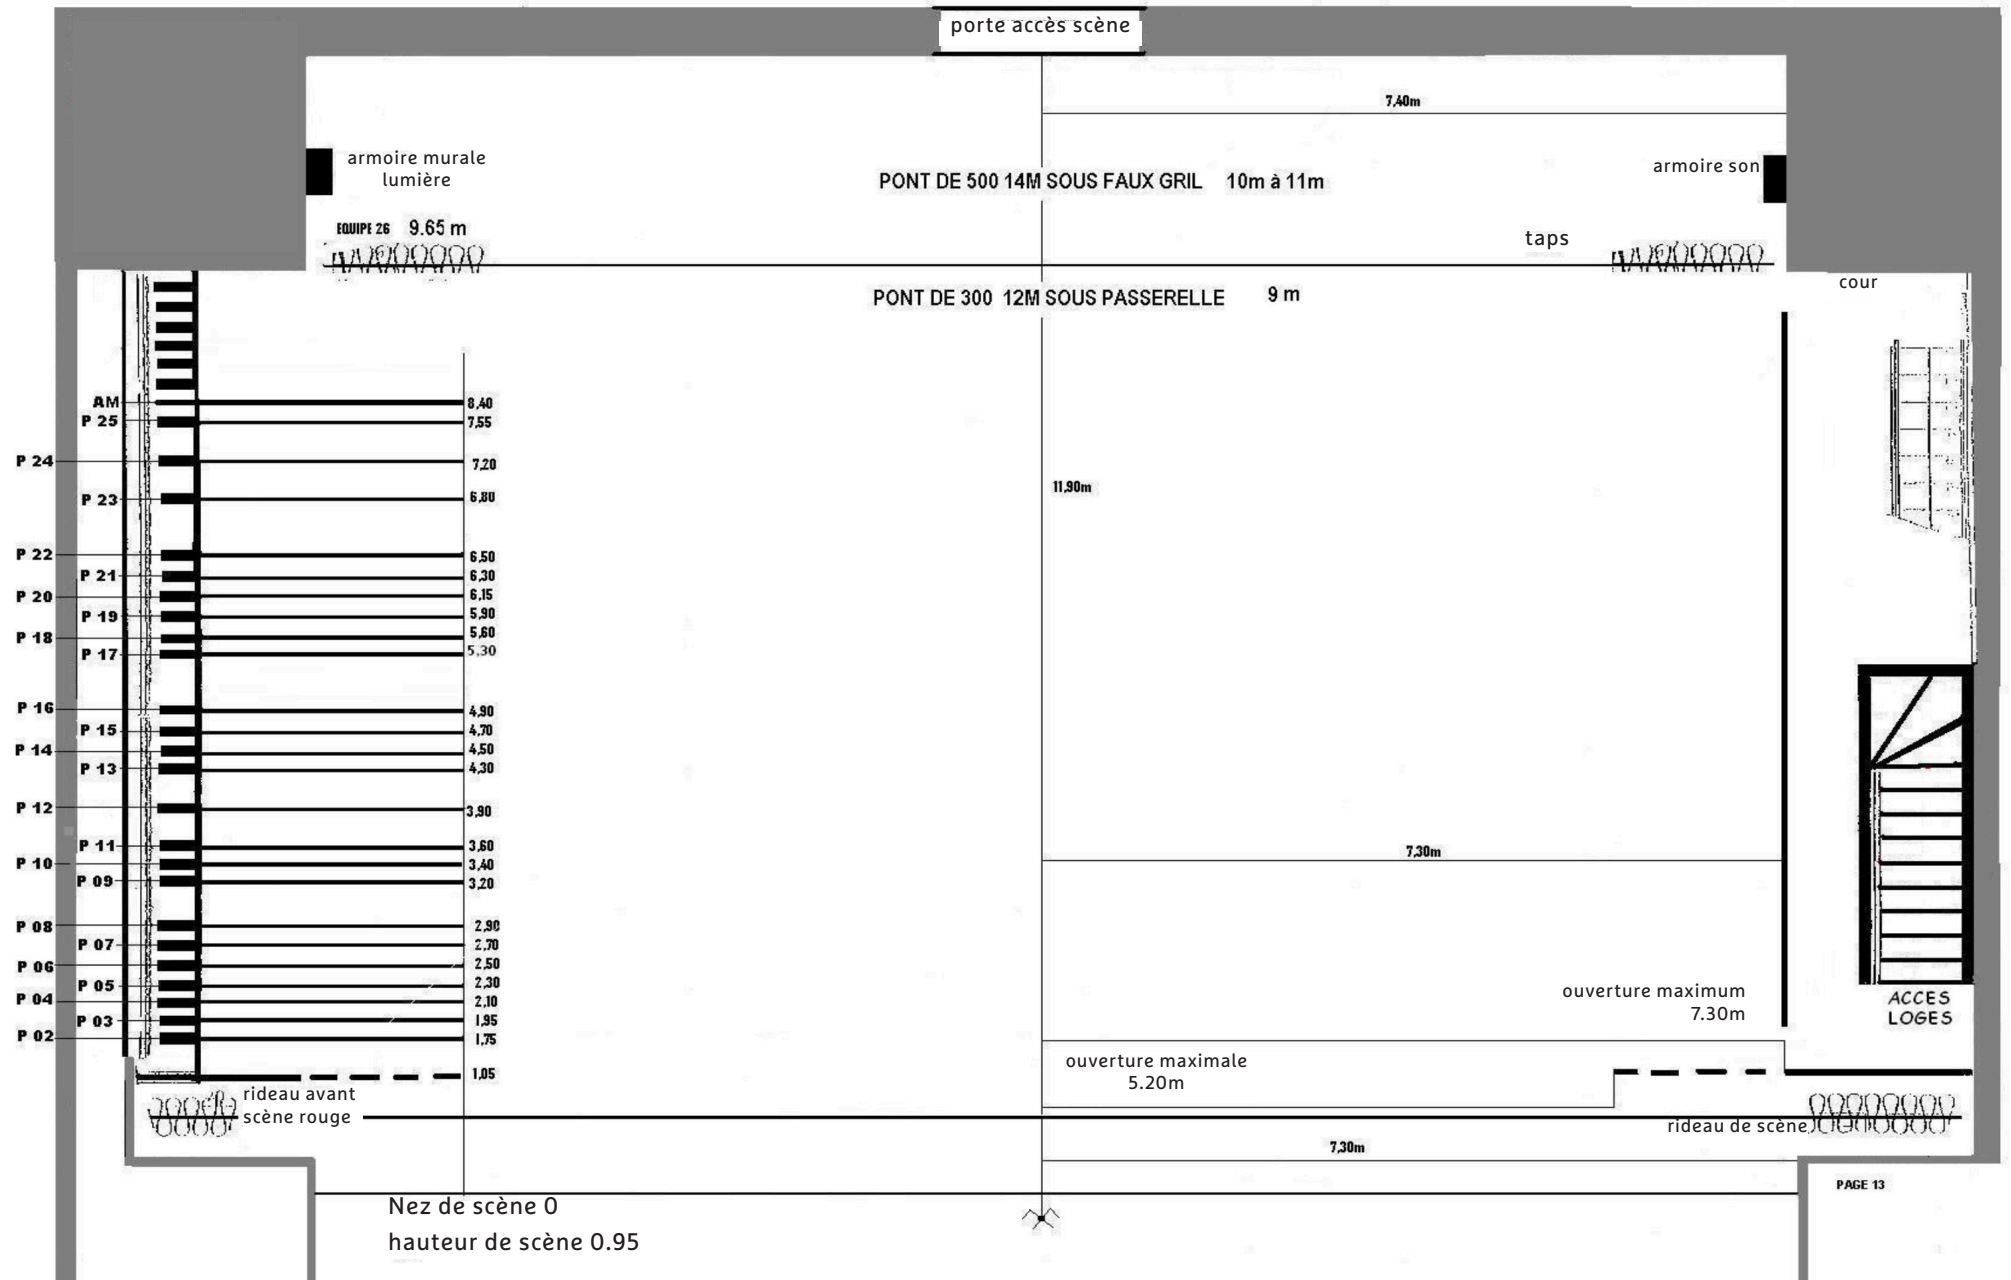 porte accès scène
7,40m
armoire murale
lumière
armoire son
PONT DE 500 14M SOUS FAUX GRIL 10m à 11m
EQUIPE 26 9.65 m
taps
cour
PONT DE 300 12M SOUS PASSERELLE 9 m
AM 8,40
P 25 7,55
P 24 7,20
P 23 6,80
11,90m
P 22 6,50
P 21 6,30
P 20 6,15
P 19 5,90
P 18 5,60
P 17 5,30
P 16 4,90
P 15 4,70
P 14 4,50
P 13 4,30
P 12 3,90
P 11 3,60
7,30m
P 10 3,40
P 09 3,20
P 08 2,90
P 07 2,70
P 06 2,50
P 05 2,30
P 04 2,10
P 03 1,95
P 02 1,75
ouverture maximum
7.30m
ACCES
LOGES
ouverture maximale
5.20m
1,05
rideau avant
scène rouge
rideau de scène
7,30m
PAGE 13
Nez de scène 0
hauteur de scène 0.95